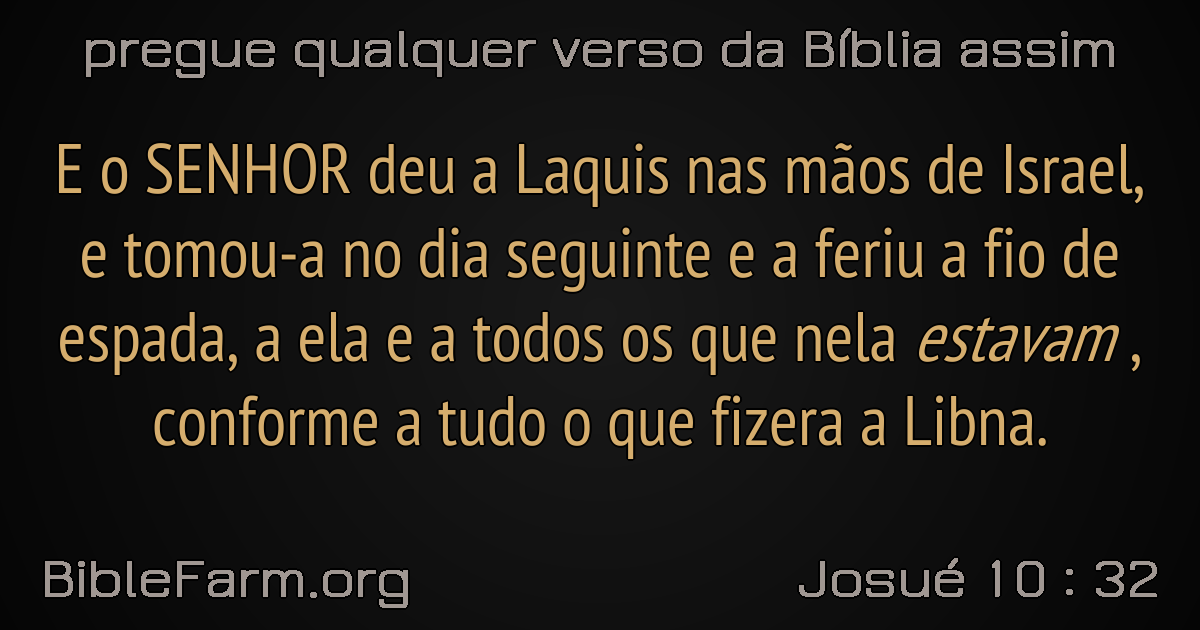 pregue qualquer verso da Bíblia assim
E o SENHOR deu a Laquis nas mãos de Israel,
e tomou-a no dia seguinte e a feriu a fio de
espada, a ela e a todos os que nela estavam ,
conforme a tudo o que fizera a Libna.
BibleFarm.org
Josué 10 : 32